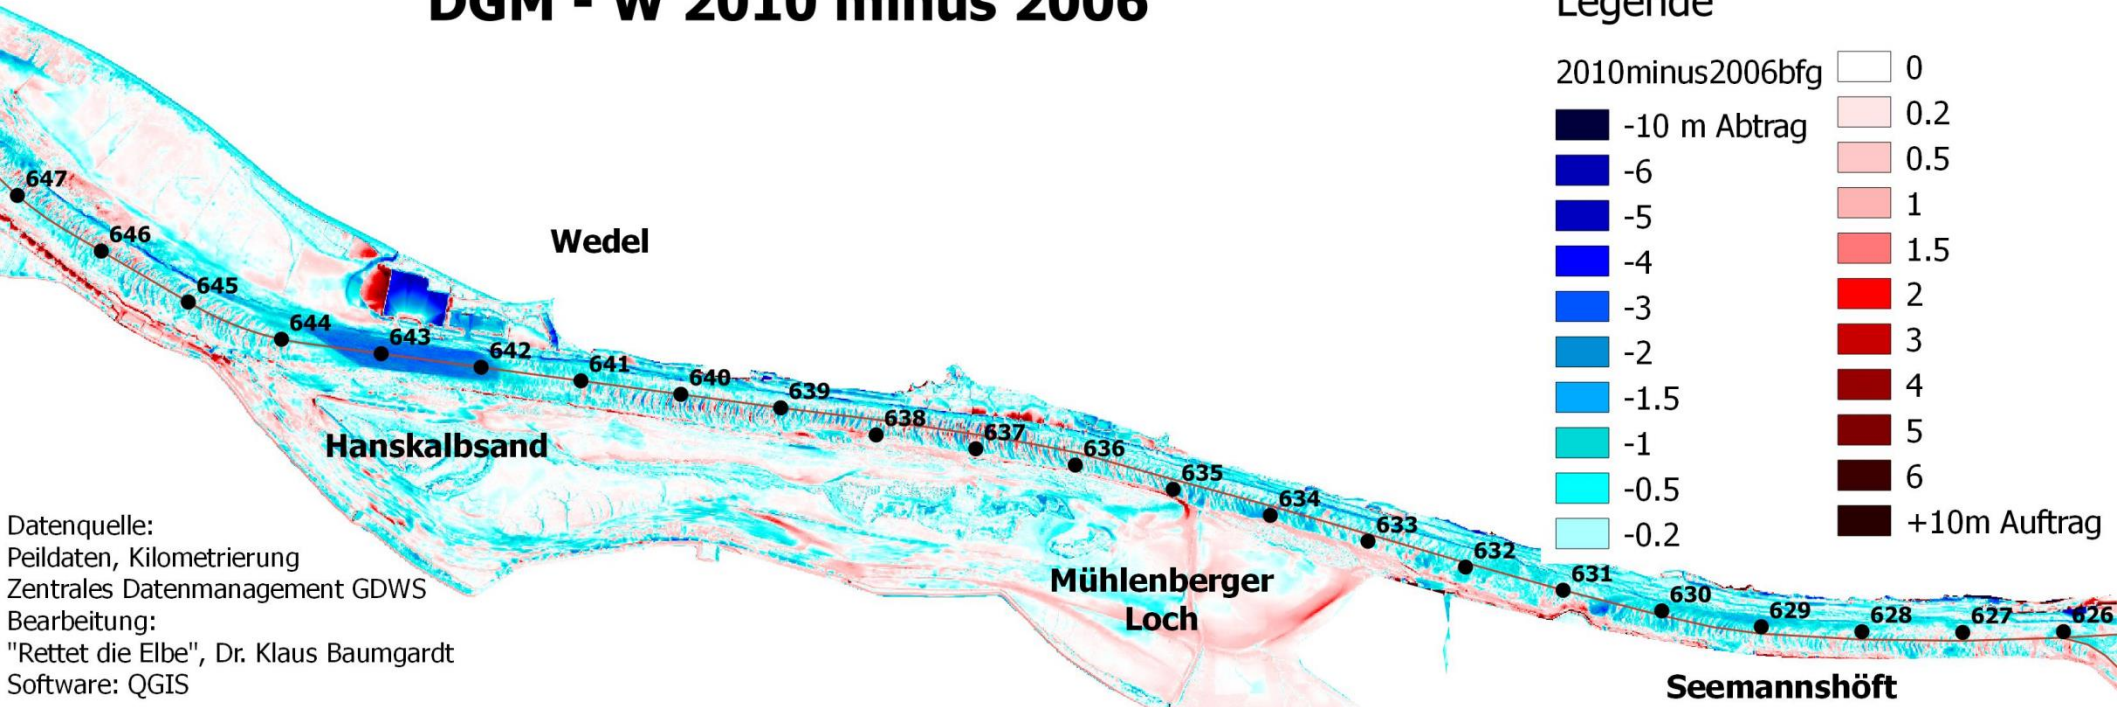 DGM - W 2010 minus 2006
Legende
2010minus2006bfg
-10 m Abtrag
-6
-5
-4
-3
-2
-1.5
-1
-0.5
-0.2
0
0.2
0.5
1
1.5
2
3
4
5
6
+10m Auftrag
647
646
645
644
643
642
641
640
639
638
637
636
635
634
633
632
631
630
629
628
627
626
Wedel
Hanskalbsand
Mühlenberger
Loch
Seemannshöft
Datenquelle:
Peildaten, Kilometrierung
Zentrales Datenmanagement GDWS
Bearbeitung:
"Rettet die Elbe", Dr. Klaus Baumgardt
Software: QGIS